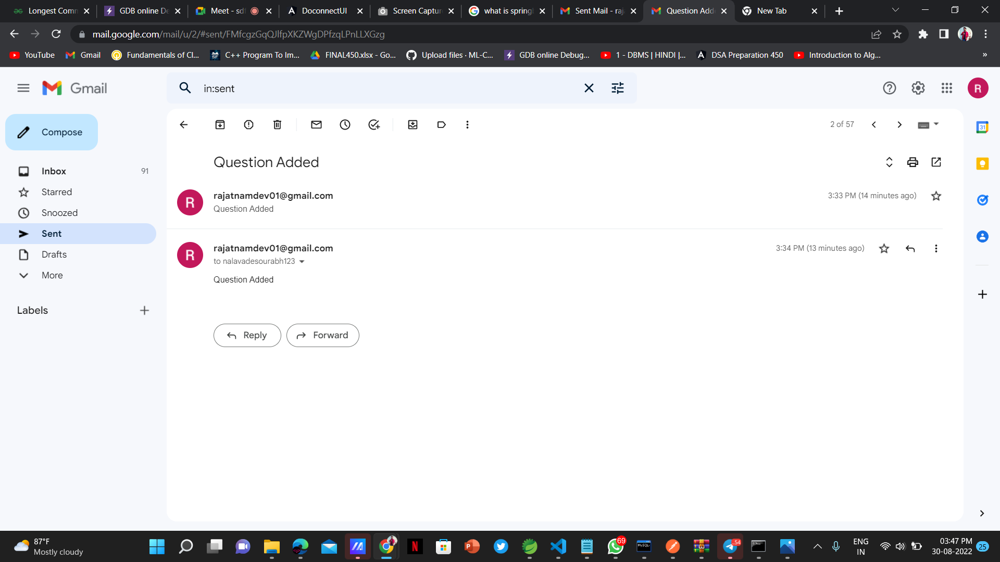 Longest Comm
GDB online De
Meet - sdf
DoconnectUI
Screen Captur
what is spring
Sent Mail - raj
Question Add
New Tab
mail.google.com/mail/u/2/#sent/FMfcgzGqQJlfpXKZWgDPfzqLPnLLXGzg
YouTube
Gmail
Fundamentals of Cl...
C++ Program To Im...
FINAL450.xlsx - Go...
Upload files · ML-C...
GDB online Debug...
1 - DBMS | HINDI |...
DSA Preparation 450
Introduction to Alg...
»
Gmail
in:sent
R
Compose
2 of 57
31
Question Added
Inbox 91
Starred
Snoozed
Sent
Drafts
More
Labels
R
rajatnamdev01@gmail.com
3:33 PM (14 minutes ago)
Question Added
R
rajatnamdev01@gmail.com
3:34 PM (13 minutes ago)
to nalavadesourabh123
Question Added
Reply
Forward
87°F
Mostly cloudy
69
MySQL
..54
ENG
IN
03:47 PM
30-08-2022
25